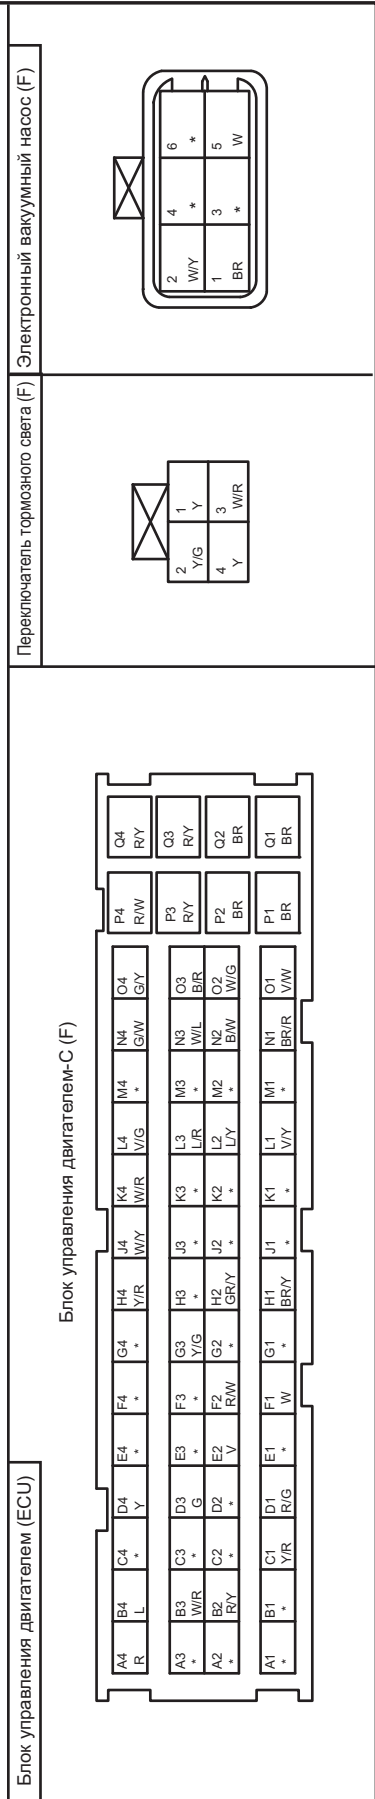 Блок управления двигателем (ECU)
Блок управления двигателем-C (F)
A4 B4 C4 D4 E4 F4 G4 H4 J4 K4 L4 M4 N4 O4 P4 Q4
R L * Y * * * Y/R W/Y W/R V/G * G/W G/Y R/W R/Y
A3 B3 C3 D3 E3 F3 G3 H3 J3 K3 L3 M3 N3 O3 P3 Q3
* W/R * G * * Y/G * * * L/R * W/L B/R R/Y R/Y
A2 B2 C2 D2 E2 F2 G2 H2 J2 K2 L2 M2 N2 O2 P2 Q2
* R/Y * * V R/W * GR/Y * * L/Y * B/W W/G BR BR
A1 B1 C1 D1 E1 F1 G1 H1 J1 K1 L1 M1 N1 O1 P1 Q1
* * Y/R R/G * W * BR/Y * * V/Y * BR/R V/W BR BR
Переключатель тормозного света (F)
2 1
Y/G Y
4 3
Y W/R
Электронный вакуумный насос (F)
2 4 6
W/Y * *
1 3 5
BR * W